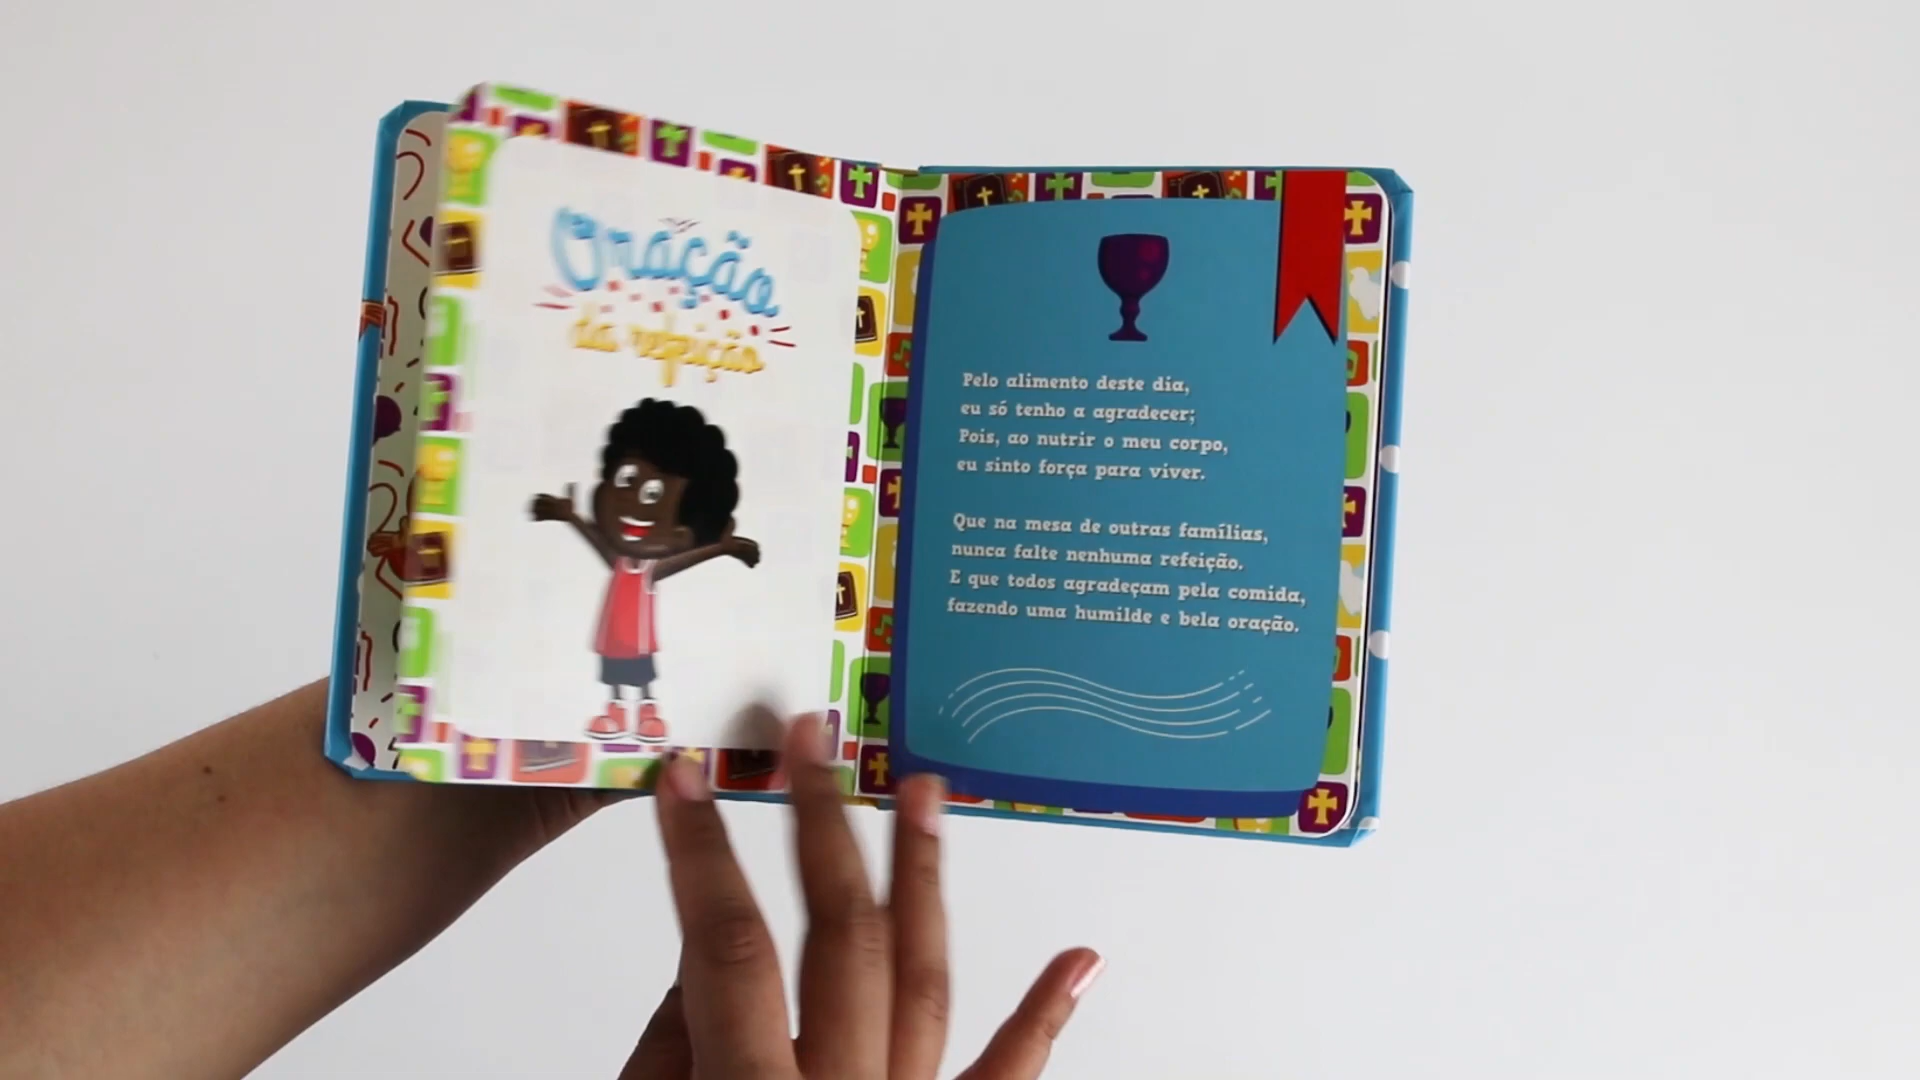 Oração
da refeição
Pelo alimento deste dia,
eu só tenho a agradecer;
Pois, ao nutrir o meu corpo,
eu sinto força para viver.
Que na mesa de outras famílias,
nunca falte nenhuma refeição.
E que todos agradeçam pela comida,
fazendo uma humilde e bela oração.